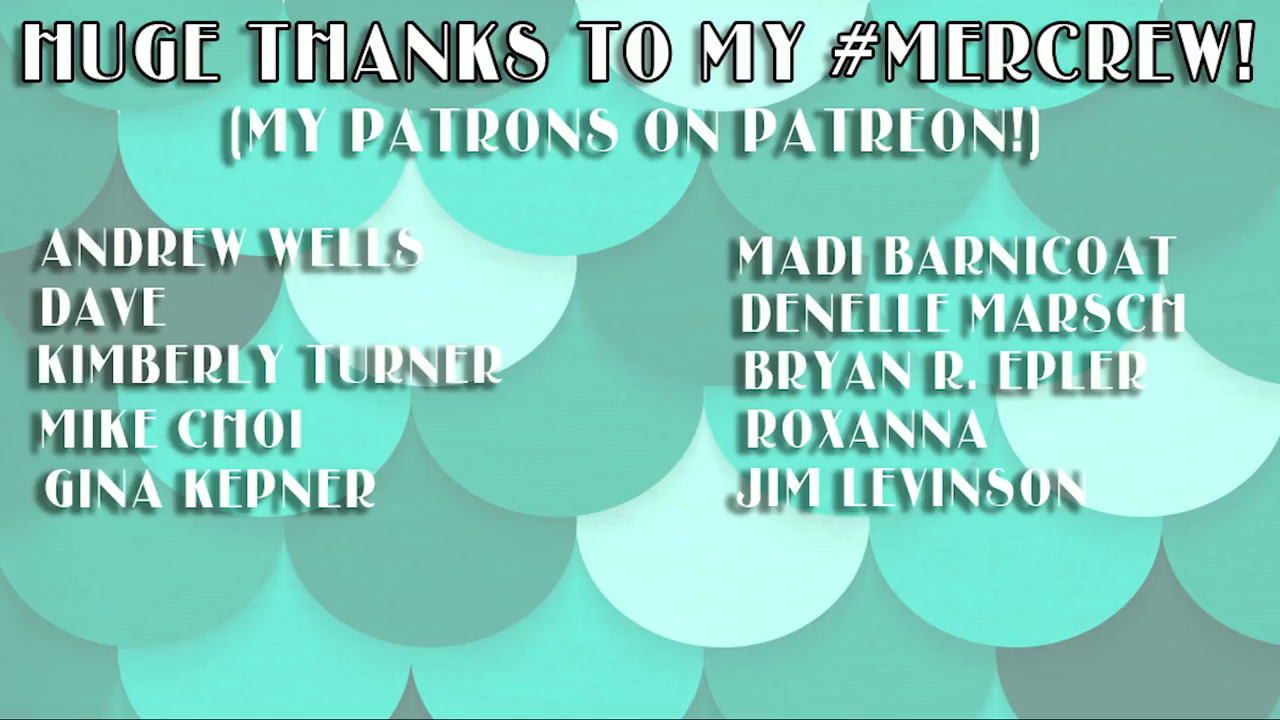 HUGE THANKS TO MY #MERCREW!
(MY PATRONS ON PATREON!)
ANDREW WELLS
DAVE
KIMBERLY TURNER
MIKE CHOI
GINA KEPNER
MADI BARNICOAT
DENELLE MARSCH
BRYAN R. EPLER
ROXANNA
JIM LEVINSON